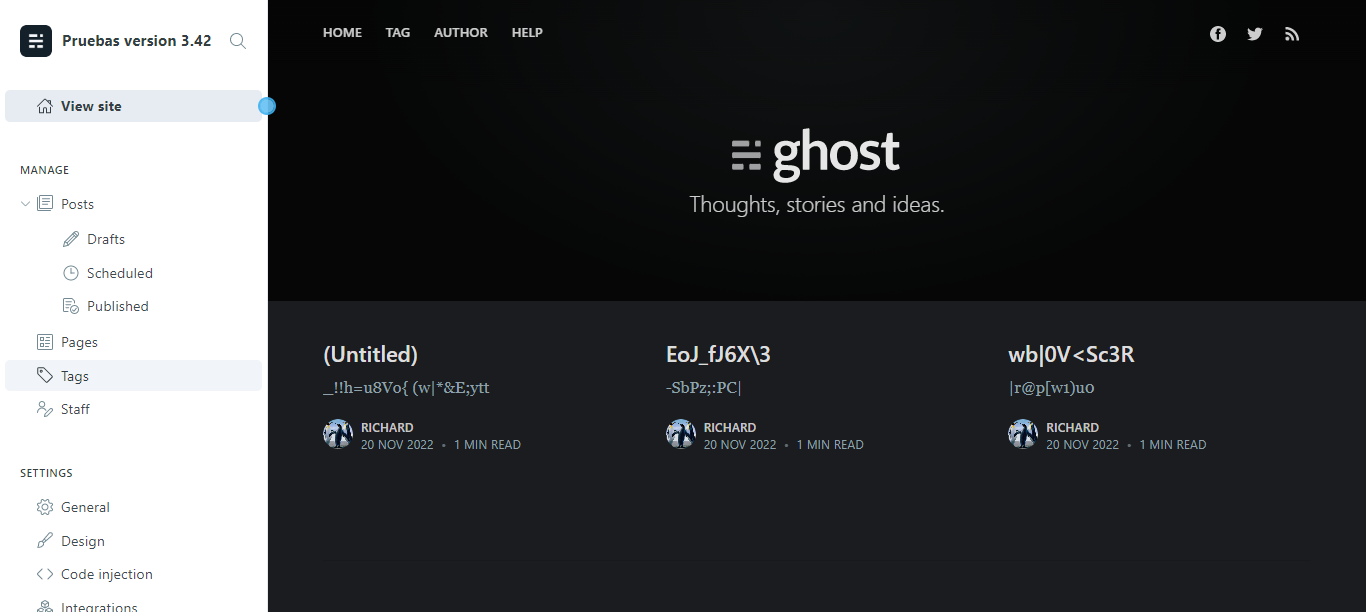 Pruebas version 3.42
View site
MANAGE
Posts
Drafts
Scheduled
Published
Pages
Tags
Staff
SETTINGS
General
Design
Code injection
Integrations
HOME TAG AUTHOR HELP
ghost
Thoughts, stories and ideas.
(Untitled)
_!!h=u8Vo{ (w|*&E;ytt
RICHARD
20 NOV 2022 • 1 MIN READ
EoJ_fJ6X\3
-SbPz;:PC|
RICHARD
20 NOV 2022 • 1 MIN READ
wb|0V<Sc3R
|r@p[w1)u0
RICHARD
20 NOV 2022 • 1 MIN READ